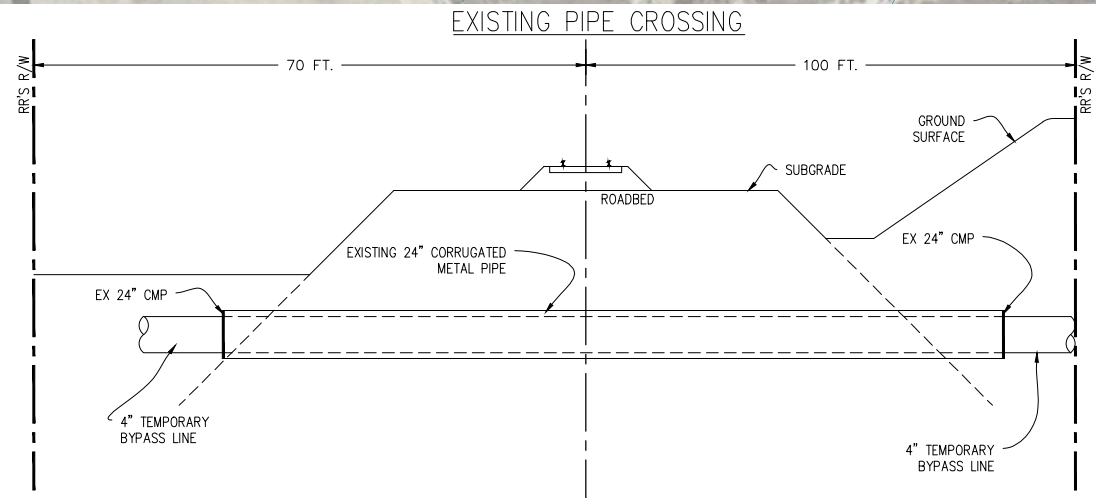 EXISTING PIPE CROSSING
70 FT.
100 FT.
RR'S R/W
RR'S R/W
GROUND
SURFACE
SUBGRADE
ROADBED
EXISTING 24" CORRUGATED
METAL PIPE
EX 24" CMP
EX 24" CMP
4" TEMPORARY
BYPASS LINE
4" TEMPORARY
BYPASS LINE